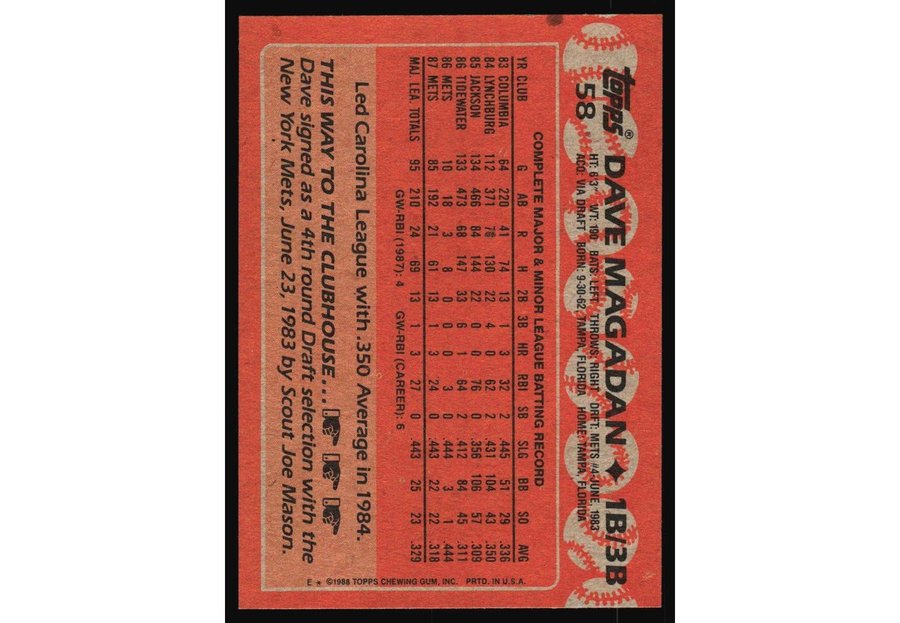 TOPPS®
58
DAVE MAGADAN ♦ 1B/3B
HT: 6'3" WT: 190 BATS: LEFT THROWS: RIGHT DRFT: METS #4-JUNE, 1983
ACQ: VIA DRAFT BORN: 9-30-62, TAMPA, FLORIDA HOME: TAMPA, FLORIDA
COMPLETE MAJOR & MINOR LEAGUE BATTING RECORD
YR CLUB G AB R H 2B 3B HR RBI SB SLG BB SO AVG
83 COLUMBIA 64 220 41 74 13 1 3 32 2 .445 51 29 .336
84 LYNCHBURG 112 371 78 130 22 4 0 62 2 .431 104 43 .350
85 JACKSON 134 466 84 144 22 0 0 76 0 .356 106 57 .309
86 TIDEWATER 133 473 68 147 33 6 1 64 2 .412 84 45 .311
86 METS 10 18 3 8 0 0 0 3 0 .444 3 1 .444
87 METS 85 192 21 61 13 1 3 24 0 .443 22 22 .318
MAJ. LEA. TOTALS 95 210 24 69 13 1 3 27 0 .443 25 23 .329
GW-RBI (1987): 4 GW-RBI (CAREER): 6
Led Carolina League with .350 Average in 1984.
THIS WAY TO THE CLUBHOUSE...
Dave signed as a 4th round Draft selection with the
New York Mets, June 23, 1983 by Scout Joe Mason.
E * ©1988 TOPPS CHEWING GUM, INC. PRTD. IN U.S.A.